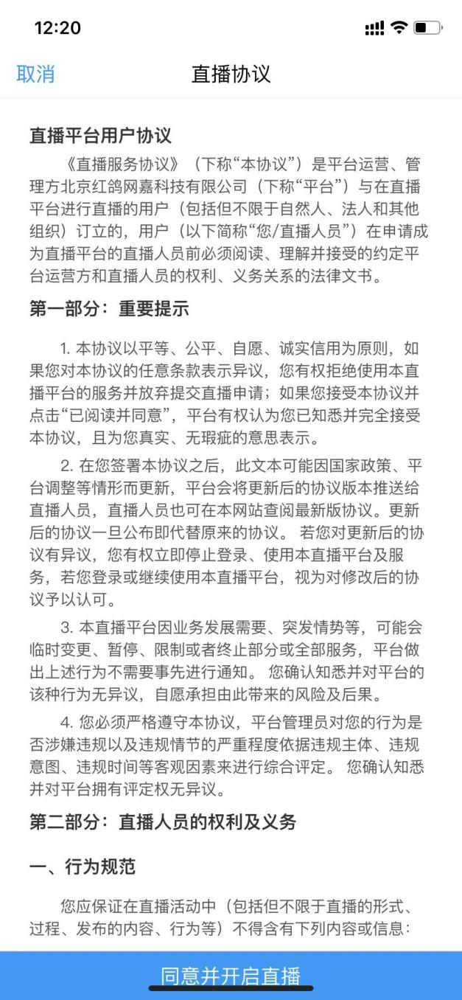 12:20
取消
直播协议
直播平台用户协议
《直播服务协议》（下称“本协议”）是平台运营、管
理方北京红鸽网嘉科技有限公司（下称“平台”）与在直播
平台进行直播的用户（包括但不限于自然人、法人和其他
组织）订立的，用户（以下简称“您/直播人员”）在申请成
为直播平台的直播人员前必须阅读、理解并接受的约定平
台运营方和直播人员的权利、义务关系的法律文书。
第一部分：重要提示
1. 本协议以平等、公平、自愿、诚实信用为原则，如
果您对本协议的任意条款表示异议，您有权拒绝使用本直
播平台的服务并放弃提交直播申请；如果您接受本协议并
点击“已阅读并同意”，平台有权认为您已知悉并完全接受
本协议，且为您真实、无瑕疵的意思表示。
2. 在您签署本协议之后，此文本可能因国家政策、平
台调整等情形而更新，平台会将更新后的协议版本推送给
直播人员，直播人员也可在本网站查阅最新版协议。更新
后的协议一旦公布即代替原来的协议。 若您对更新后的协
议有异议，您有权立即停止登录、使用本直播平台及服
务，若您登录或继续使用本直播平台，视为对修改后的协
议予以认可。
3. 本直播平台因业务发展需要、突发情势等，可能会
临时变更、暂停、限制或者终止部分或全部服务，平台做
出上述行为不需要事先进行通知。 您确认知悉并对平台的
该种行为无异议，自愿承担由此带来的风险及后果。
4. 您必须严格遵守本协议，平台管理员对您的行为是
否涉嫌违规以及违规情节的严重程度依据违规主体、违规
意图、违规时间等客观因素来进行综合评定。 您确认知悉
并对平台拥有评定权无异议。
第二部分：直播人员的权利及义务
一、行为规范
您应保证在直播活动中（包括但不限于直播的形式、
过程、发布的内容、行为等）不得含有下列内容或信息：
同意并开启直播